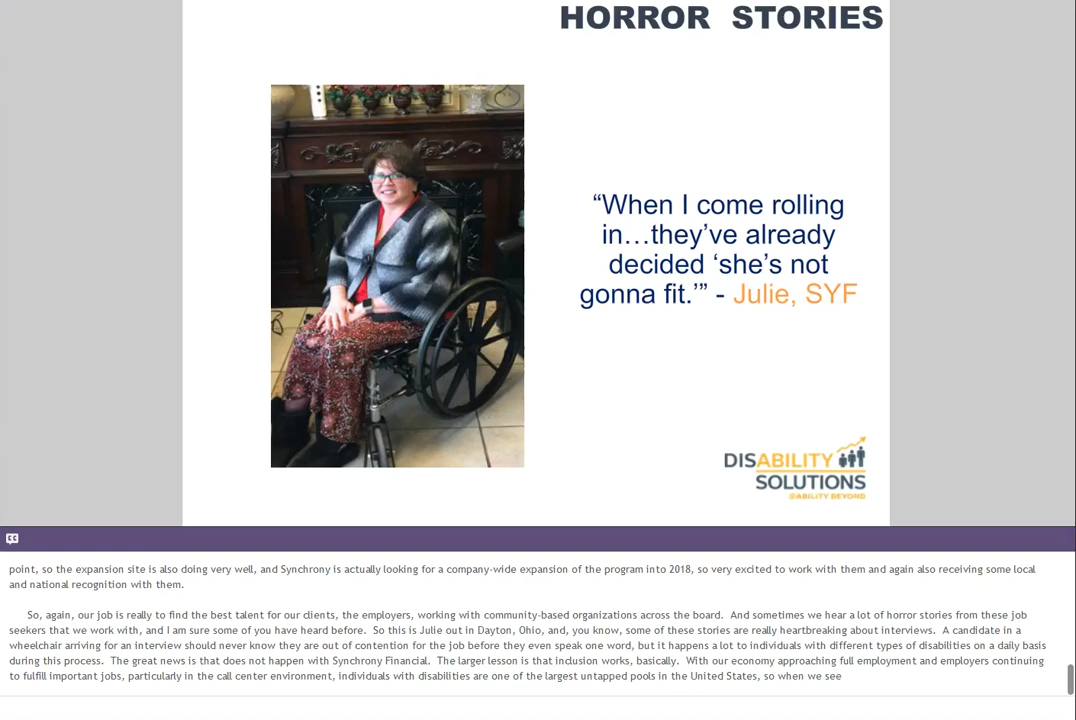 HORROR STORIES
“When I come rolling
in…they’ve already
decided ‘she’s not
gonna fit.’” - Julie, SYF
DISABILITY
SOLUTIONS
@ABILITY BEYOND
point, so the expansion site is also doing very well, and Synchrony is actually looking for a company-wide expansion of the program into 2018, so very excited to work with them and again also receiving some local
and national recognition with them.
So, again, our job is really to find the best talent for our clients, the employers, working with community-based organizations across the board. And sometimes we hear a lot of horror stories from these job
seekers that we work with, and I am sure some of you have heard before. So this is Julie out in Dayton, Ohio, and, you know, some of these stories are really heartbreaking about interviews. A candidate in a
wheelchair arriving for an interview should never know they are out of contention for the job before they even speak one word, but it happens a lot to individuals with different types of disabilities on a daily basis
during this process. The great news is that does not happen with Synchrony Financial. The larger lesson is that inclusion works, basically. With our economy approaching full employment and employers continuing
to fulfill important jobs, particularly in the call center environment, individuals with disabilities are one of the largest untapped pools in the United States, so when we see